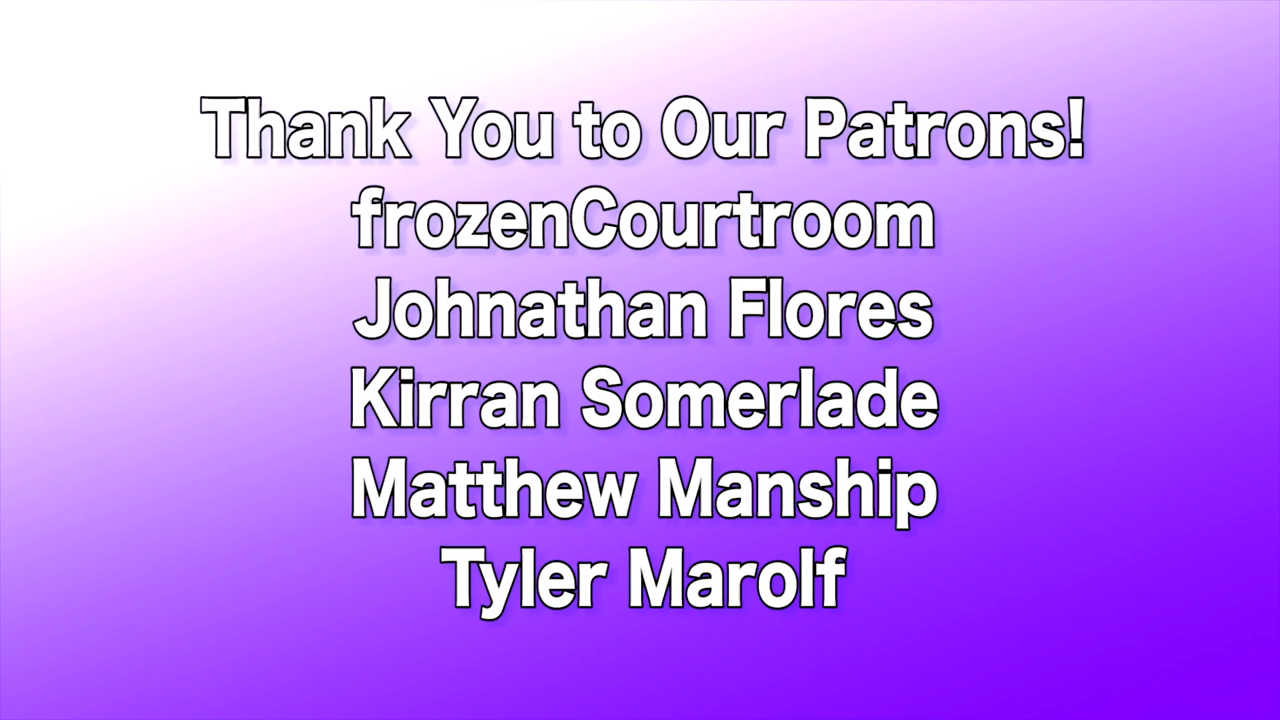 Thank You to Our Patrons!
frozenCourtroom
Johnathan Flores
Kirran Somerlade
Matthew Manship
Tyler Marolf